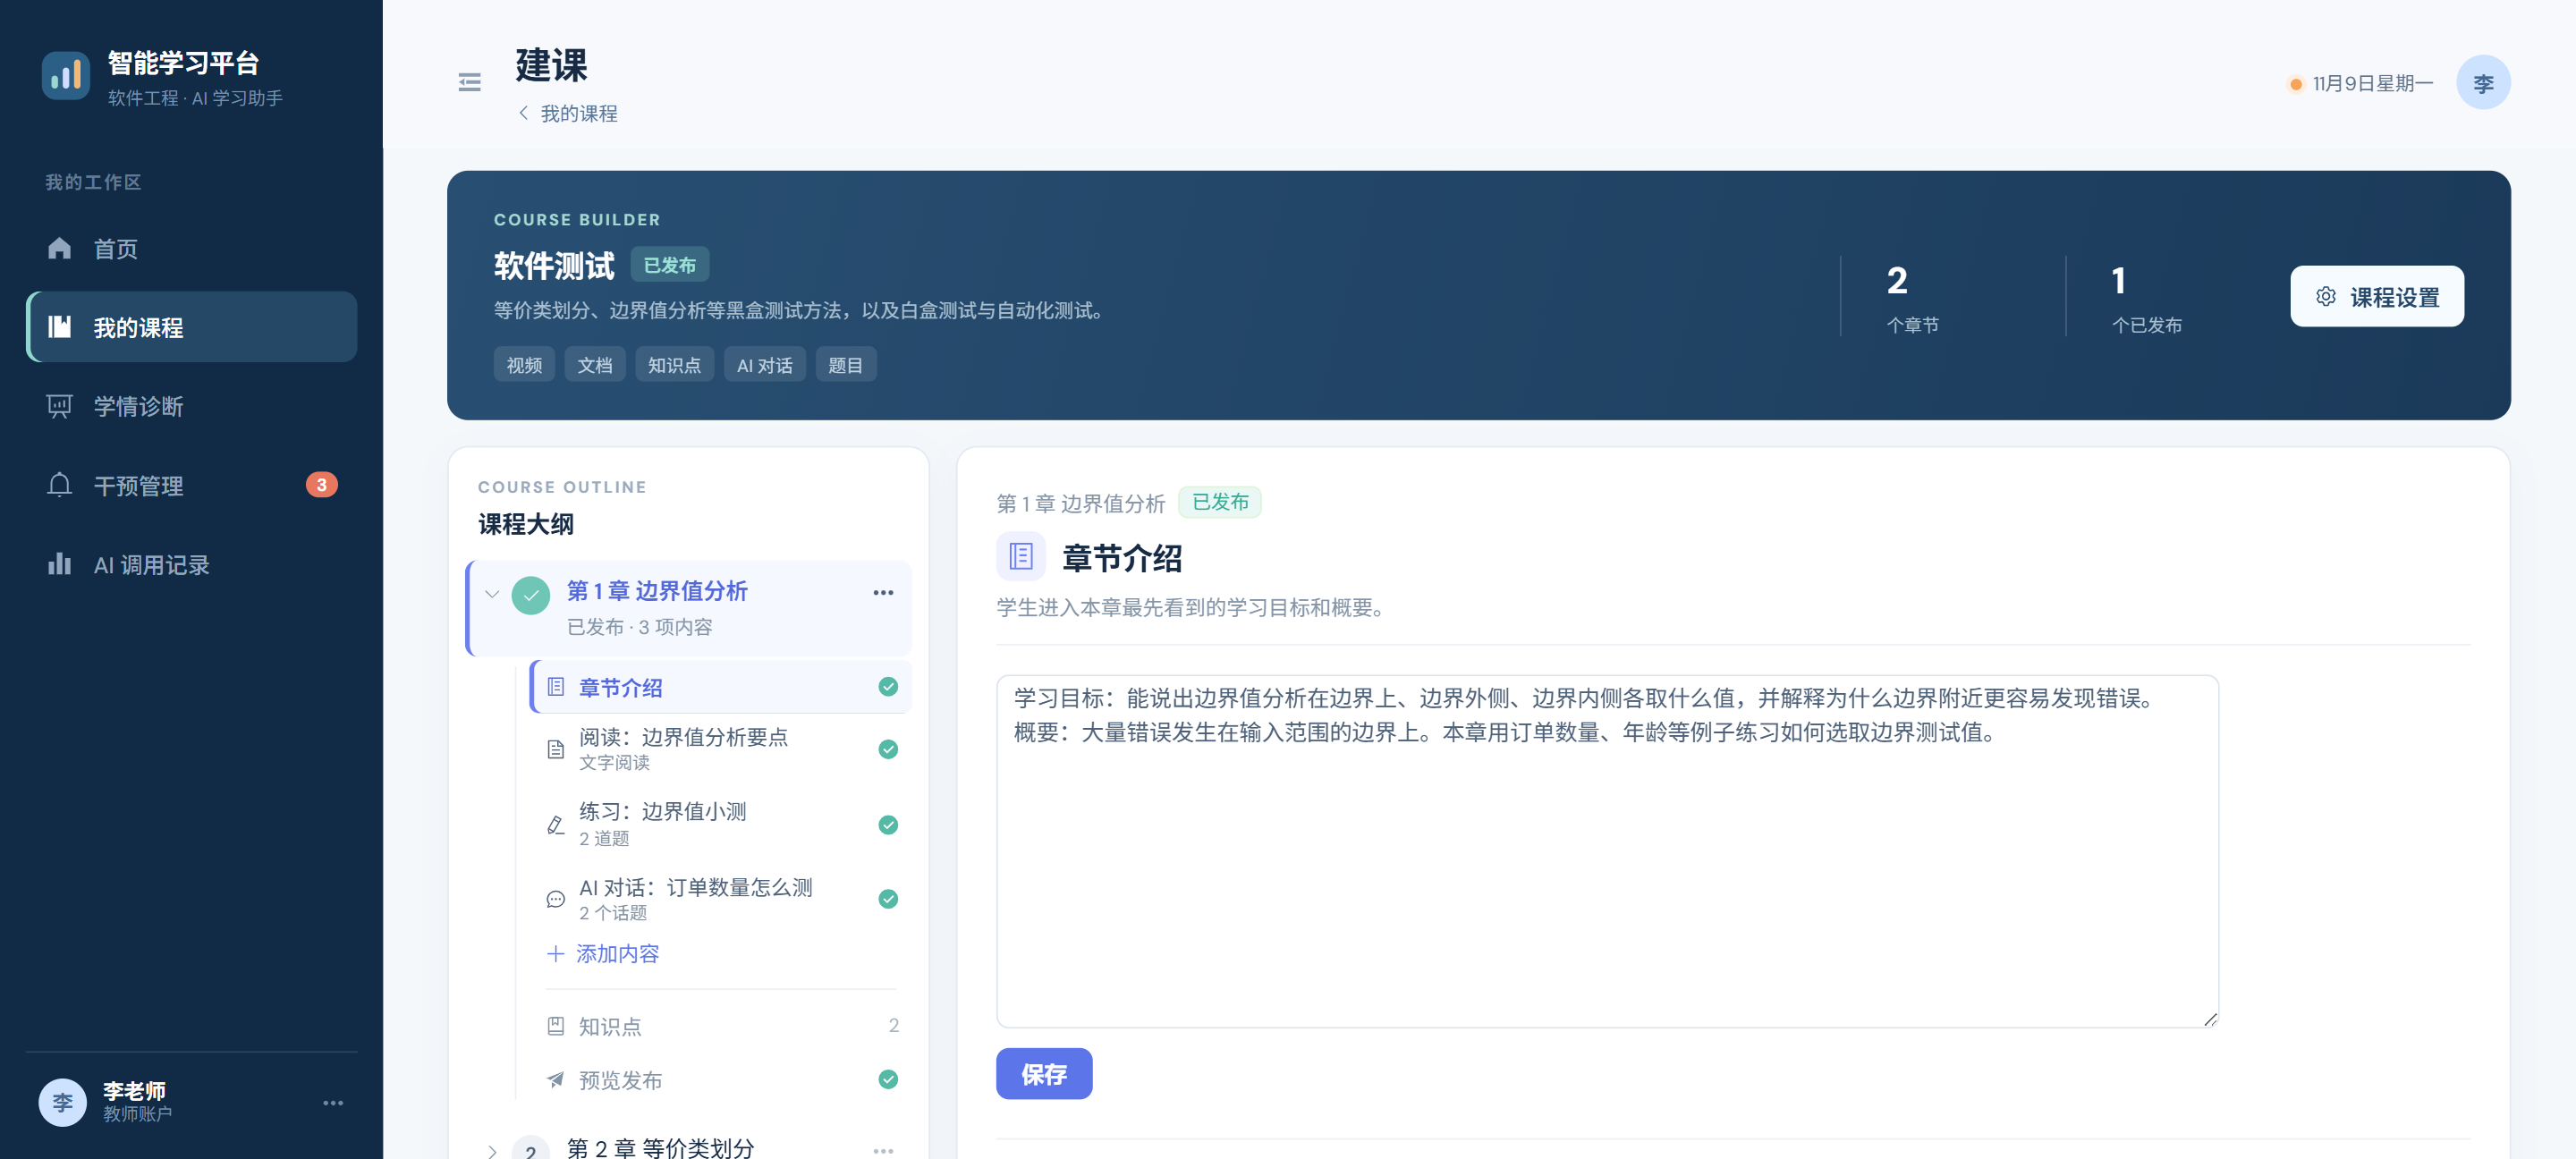 智能学习平台
软件工程 · AI 学习助手
我的工作区
首页
我的课程
学情诊断
干预管理
3
AI 调用记录
李
李老师
教师账户
建课
我的课程
11月9日星期一
李
COURSE BUILDER
软件测试
已发布
等价类划分、边界值分析等黑盒测试方法，以及白盒测试与自动化测试。
视频
文档
知识点
AI 对话
题目
2
个章节
1
个已发布
课程设置
COURSE OUTLINE
课程大纲
第 1 章 边界值分析
已发布 · 3 项内容
章节介绍
阅读：边界值分析要点
文字阅读
练习：边界值小测
2 道题
AI 对话：订单数量怎么测
2 个话题
添加内容
知识点
2
预览发布
2
第 2 章 等价类划分
第 1 章 边界值分析
已发布
章节介绍
学生进入本章最先看到的学习目标和概要。
学习目标：能说出边界值分析在边界上、边界外侧、边界内侧各取什么值，并解释为什么边界附近更容易发现错误。
概要：大量错误发生在输入范围的边界上。本章用订单数量、年龄等例子练习如何选取边界测试值。
保存